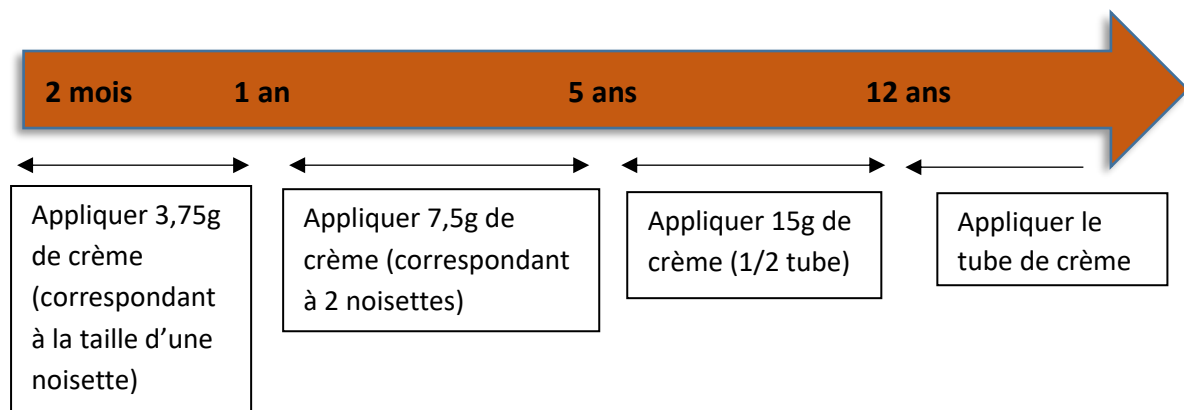 2 mois 1 an 5 ans 12 ans
Appliquer 3,75g
de crème
(correspondant
à la taille d’une
noisette)
Appliquer 7,5g de
crème (correspondant
à 2 noisettes)
Appliquer 15g de
crème (1/2 tube)
Appliquer le
tube de crème